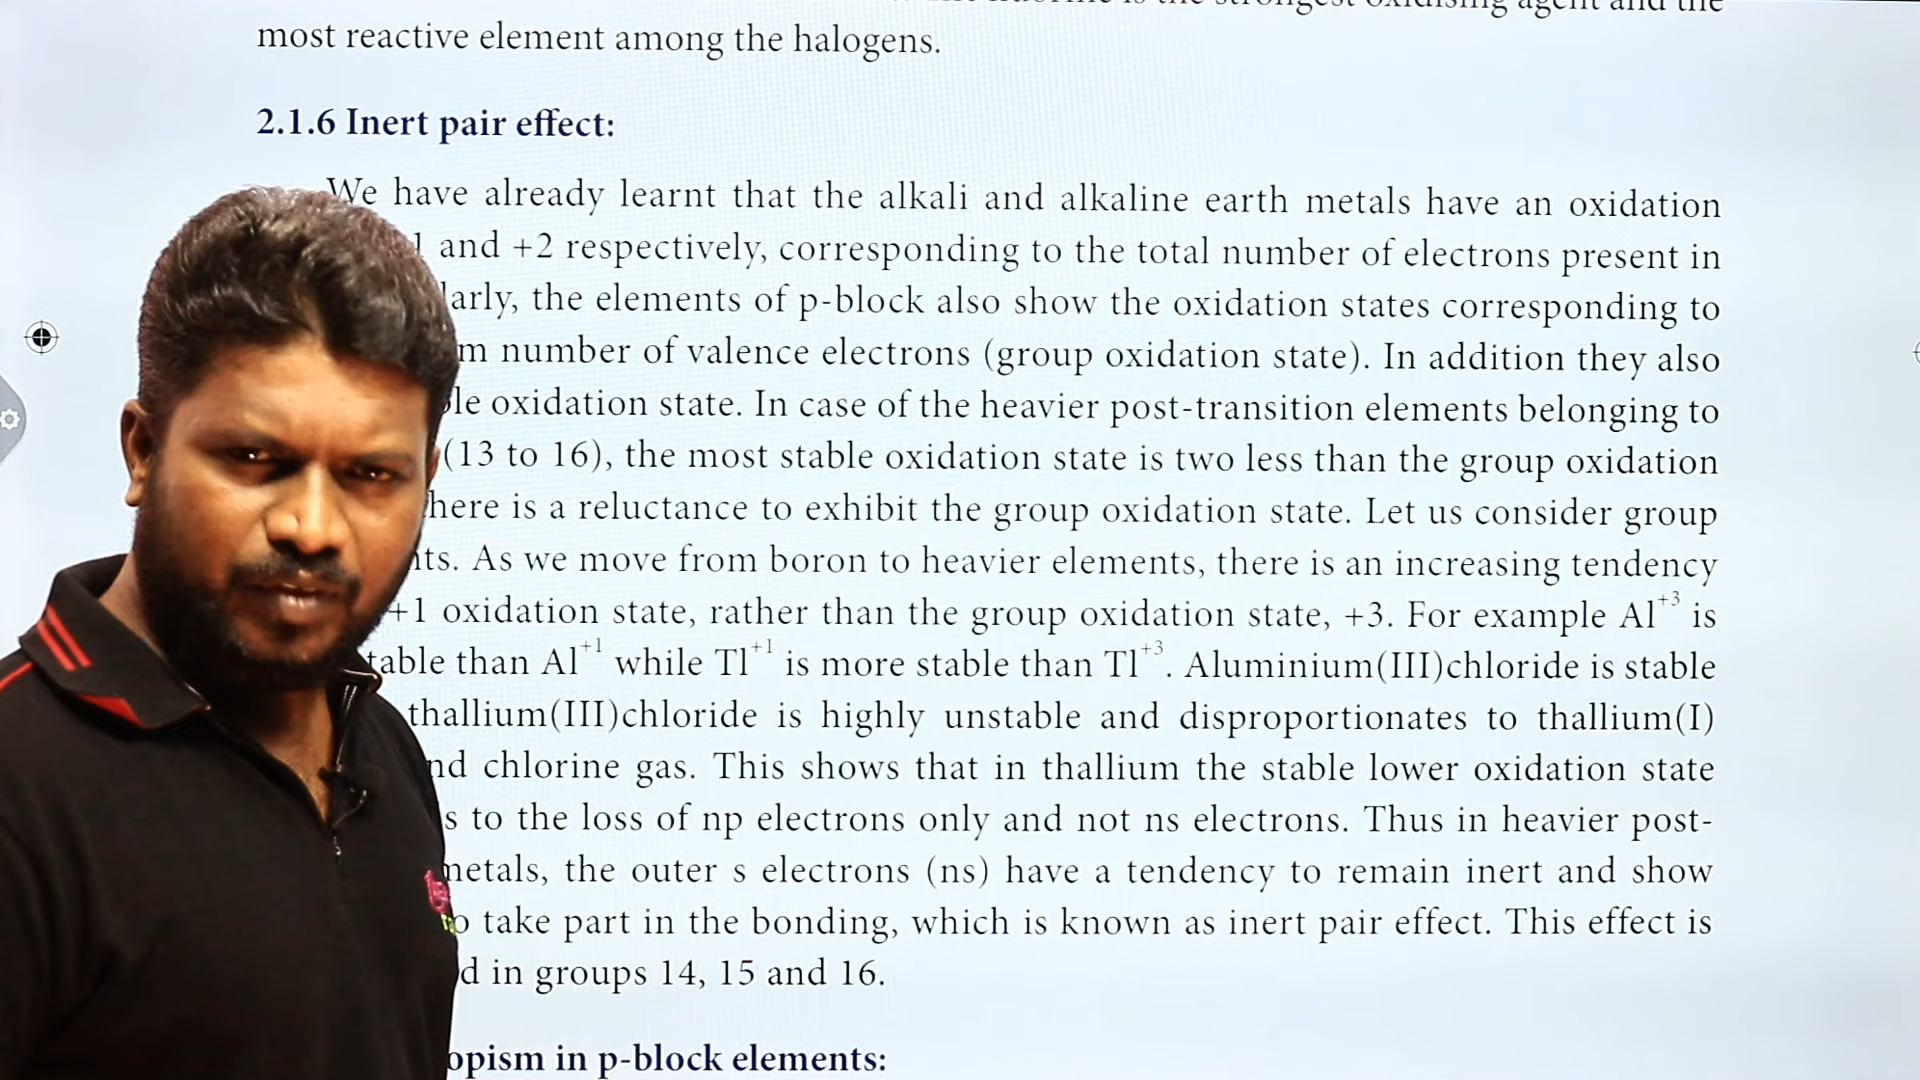 most reactive element among the halogens.
2.1.6 Inert pair effect:
We have already learnt that the alkali and alkaline earth metals have an oxidation
and +2 respectively, corresponding to the total number of electrons present in
the elements of p-block also show the oxidation states corresponding to
number of valence electrons (group oxidation state). In addition they also
oxidation state. In case of the heavier post-transition elements belonging to
(13 to 16), the most stable oxidation state is two less than the group oxidation
here is a reluctance to exhibit the group oxidation state. Let us consider group
As we move from boron to heavier elements, there is an increasing tendency
+1 oxidation state, rather than the group oxidation state, +3. For example Al+3 is
table than Al+1 while Tl+1 is more stable than Tl+3. Aluminium(III)chloride is stable
thallium(III)chloride is highly unstable and disproportionates to thallium(I)
nd chlorine gas. This shows that in thallium the stable lower oxidation state
s to the loss of np electrons only and not ns electrons. Thus in heavier post-
metals, the outer s electrons (ns) have a tendency to remain inert and show
take part in the bonding, which is known as inert pair effect. This effect is
d in groups 14, 15 and 16.
opism in p-block elements: